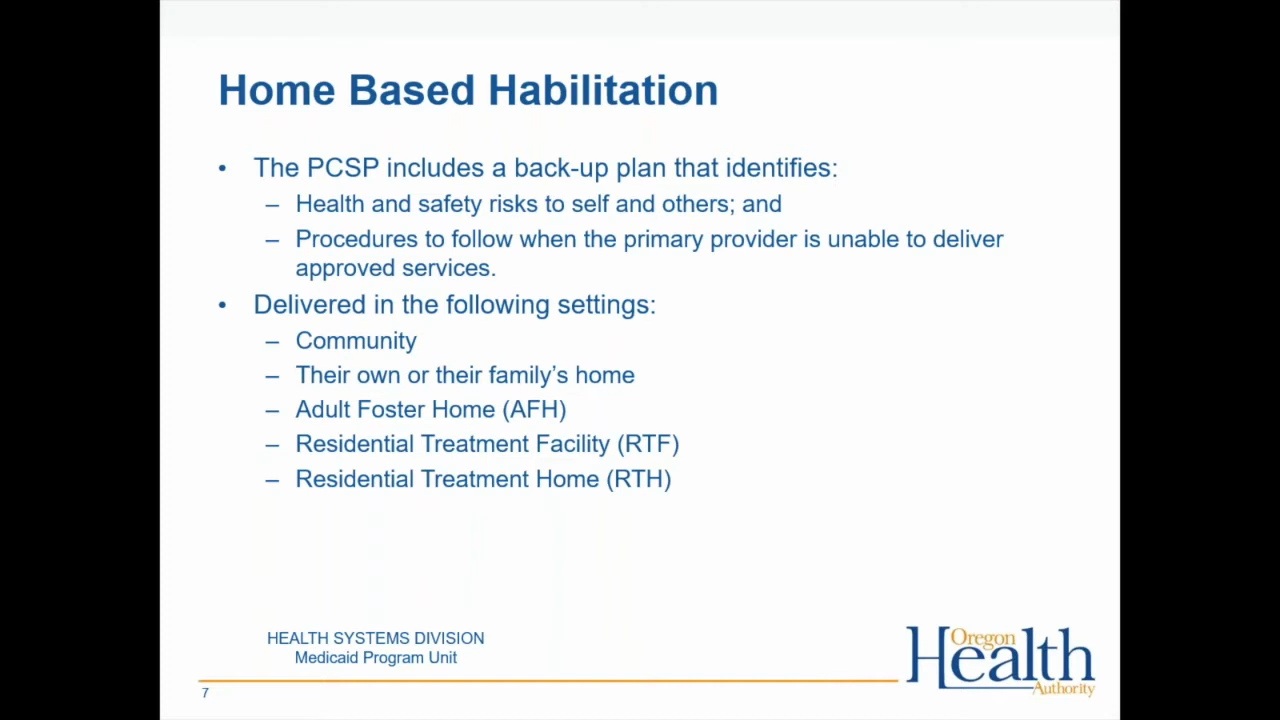 Home Based Habilitation
• The PCSP includes a back-up plan that identifies:
– Health and safety risks to self and others; and
– Procedures to follow when the primary provider is unable to deliver
approved services.
• Delivered in the following settings:
– Community
– Their own or their family’s home
– Adult Foster Home (AFH)
– Residential Treatment Facility (RTF)
– Residential Treatment Home (RTH)
HEALTH SYSTEMS DIVISION
Medicaid Program Unit
7
Oregon
Health
Authority